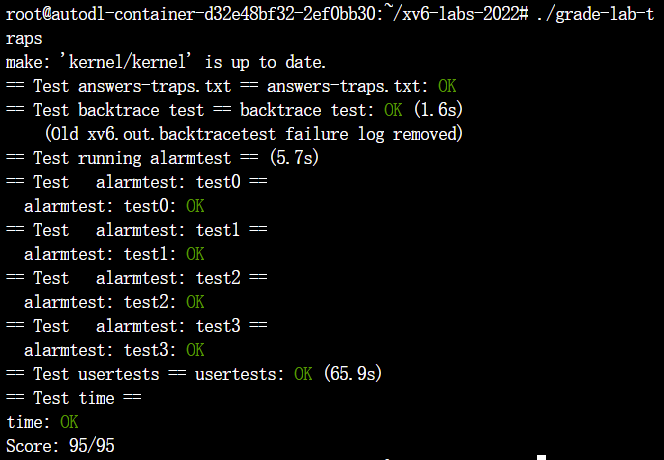 root@autodl-container-d32e48bf32-2ef0bb30:~/xv6-labs-2022# ./grade-lab-t
raps
make: 'kernel/kernel' is up to date.
== Test answers-traps.txt == answers-traps.txt: OK
== Test backtrace test == backtrace test: OK (1.6s)
    (Old xv6.out.backtracetest failure log removed)
== Test running alarmtest == (5.7s)
== Test   alarmtest: test0 ==
  alarmtest: test0: OK
== Test   alarmtest: test1 ==
  alarmtest: test1: OK
== Test   alarmtest: test2 ==
  alarmtest: test2: OK
== Test   alarmtest: test3 ==
  alarmtest: test3: OK
== Test usertests == usertests: OK (65.9s)
== Test time ==
time: OK
Score: 95/95